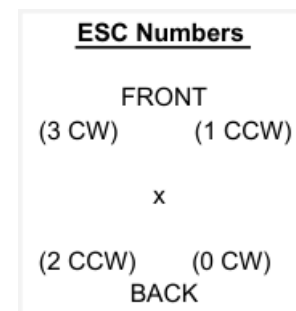 ESC Numbers
FRONT
(3 CW) (1 CCW)
x
(2 CCW) (0 CW)
BACK